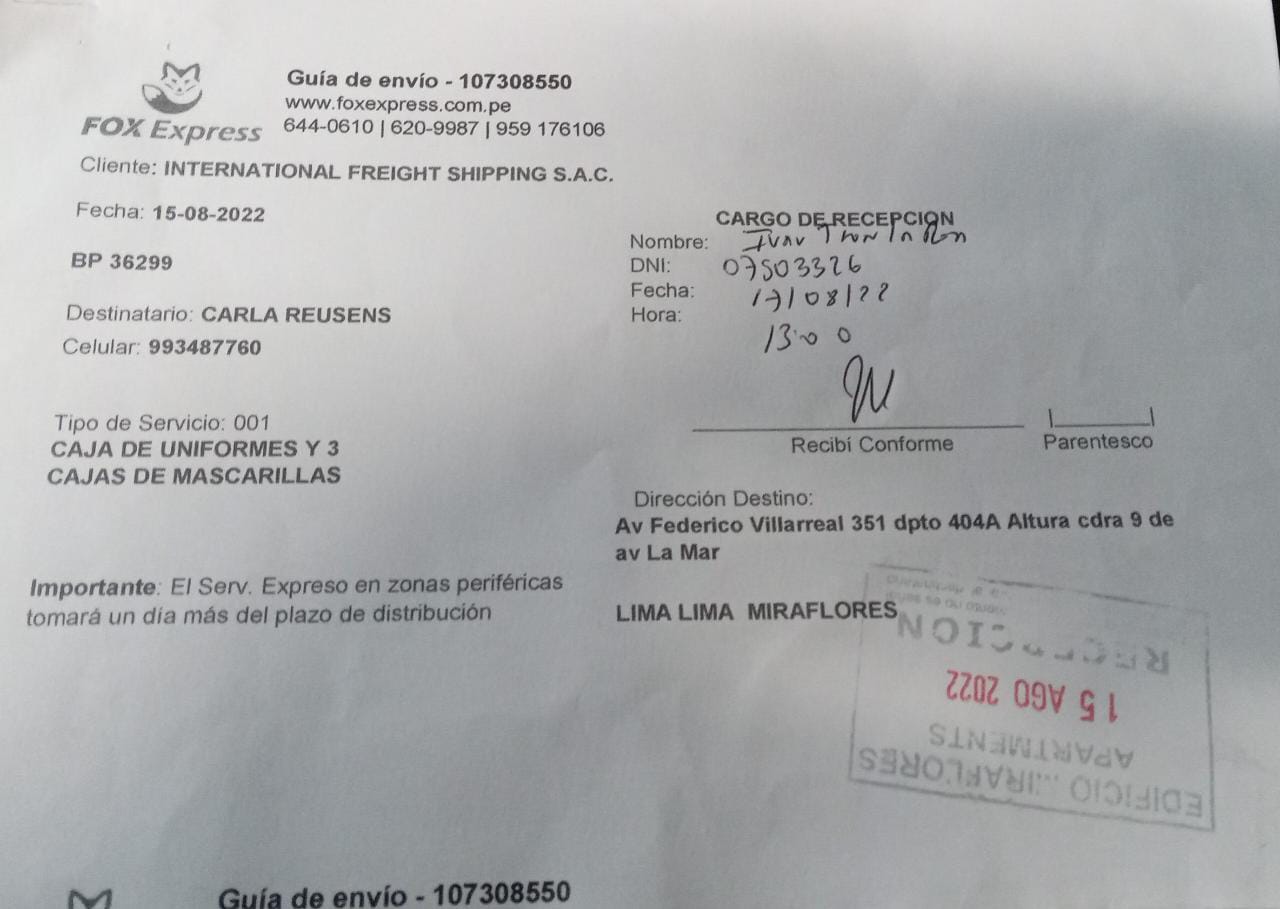 FOX Express
Guía de envío - 107308550
www.foxexpress.com.pe
644-0610 | 620-9987 | 959 176106
Cliente: INTERNATIONAL FREIGHT SHIPPING S.A.C.
Fecha: 15-08-2022
BP 36299
Destinatario: CARLA REUSENS
Celular: 993487760
Tipo de Servicio: 001
CAJA DE UNIFORMES Y 3
CAJAS DE MASCARILLAS
Importante: El Serv. Expreso en zonas periféricas
tomará un día más del plazo de distribución
CARGO DE RECEPCION
Nombre: Ivan
DNI: 07503326
Fecha: 17/08/22
Hora:
13:00
Recibí Conforme
Parentesco
Dirección Destino:
Av Federico Villarreal 351 dpto 404A Altura cdra 9 de
av La Mar
LIMA LIMA MIRAFLORES
EDIFICIO MIRAFLORES
APARTMENTS
15 AGO 2022
RECEPCION
Guía de envío - 107308550